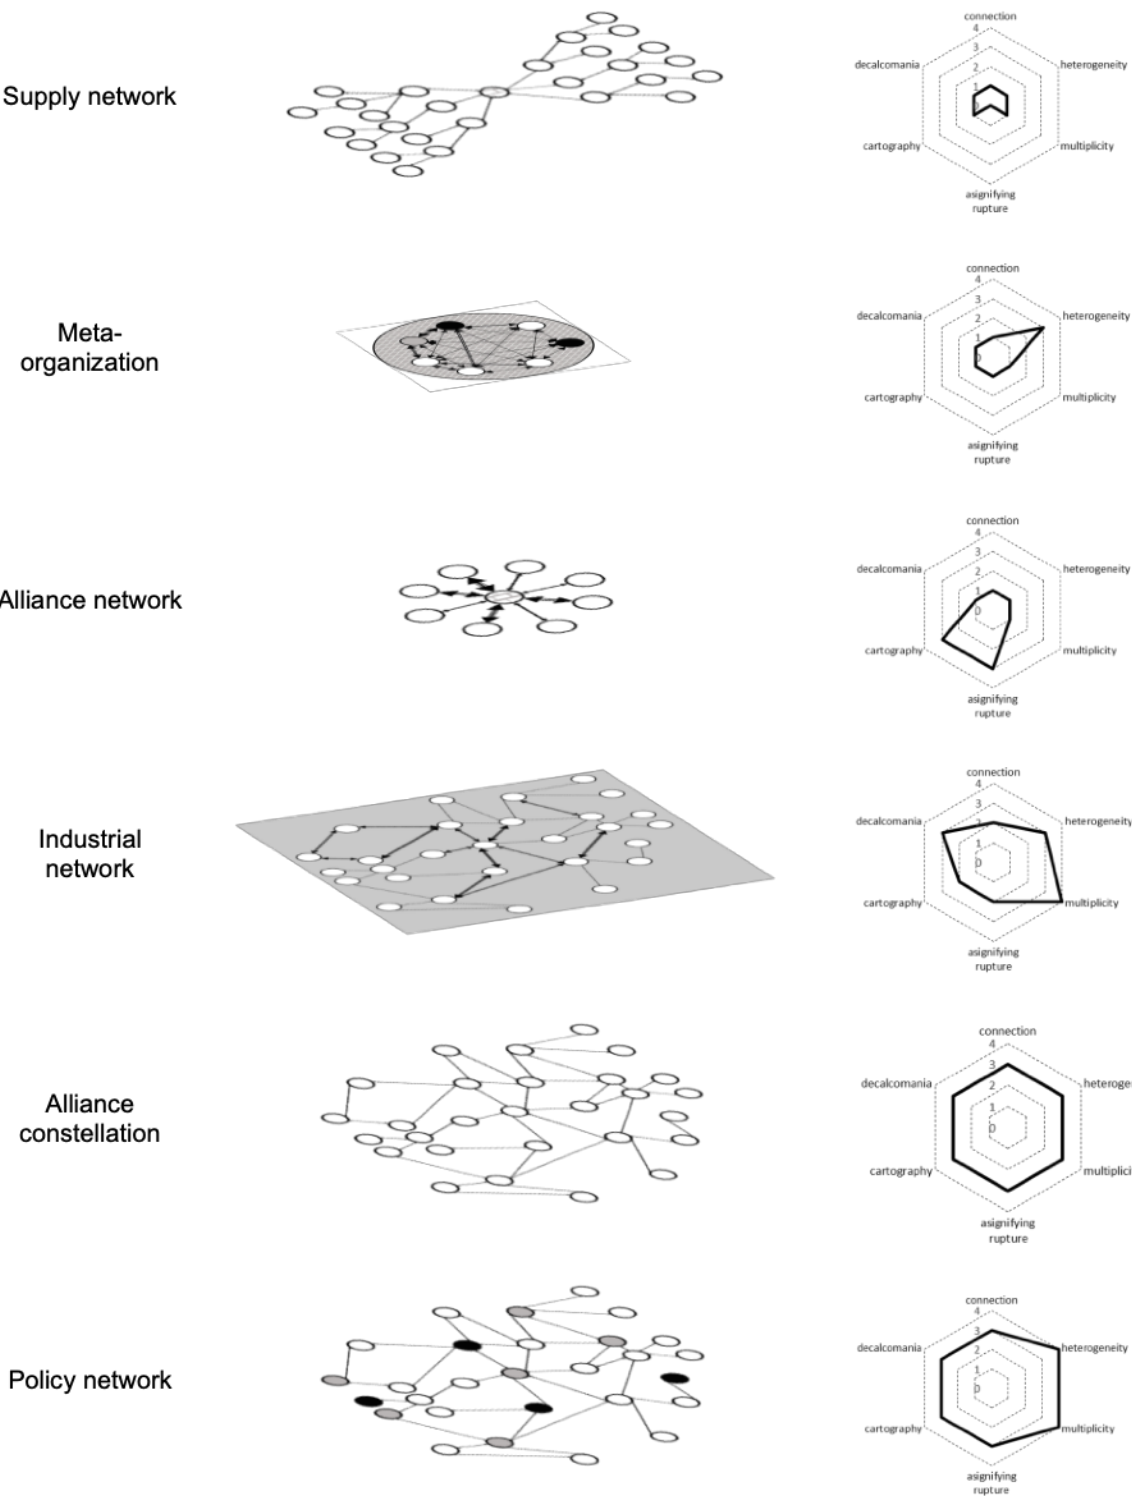 Supply network
connection
4
3
2
1
0
decalcomania
heterogeneity
cartography
multiplicity
asignifying
rupture
Meta-
organization
connection
4
3
2
1
0
decalcomania
heterogeneity
cartography
multiplicity
asignifying
rupture
Alliance network
connection
4
3
2
1
0
decalcomania
heterogeneity
cartography
multiplicity
asignifying
rupture
Industrial
network
connection
4
3
2
1
0
decalcomania
heterogeneity
cartography
multiplicity
asignifying
rupture
Alliance
constellation
connection
4
3
2
1
0
decalcomania
heteroge
cartography
multiplici
asignifying
rupture
Policy network
connection
4
3
2
1
0
decalcomania
heterogeneity
cartography
multiplicity
asignifying
rupture